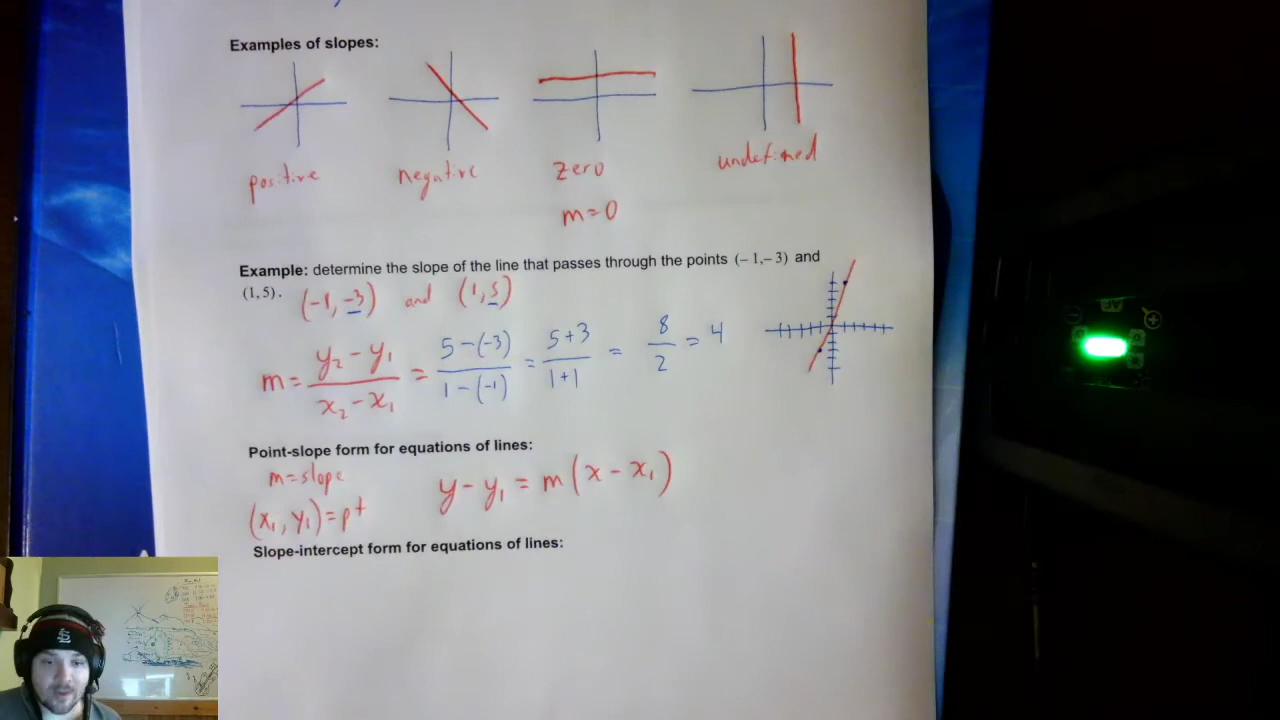 Examples of slopes:
positive negative zero undefined
m=0
Example: determine the slope of the line that passes through the points (−1,−3) and
(1,5). (-1, -3) and (1, 5)
m = y₂ - y₁ / x₂ - x₁ = 5-(-3) / 1-(-1) = 5+3 / 1+1 = 8/2 = 4
Point-slope form for equations of lines:
m=slope y - y₁ = m(x - x₁)
(x₁, y₁)=pt
Slope-intercept form for equations of lines:
AF